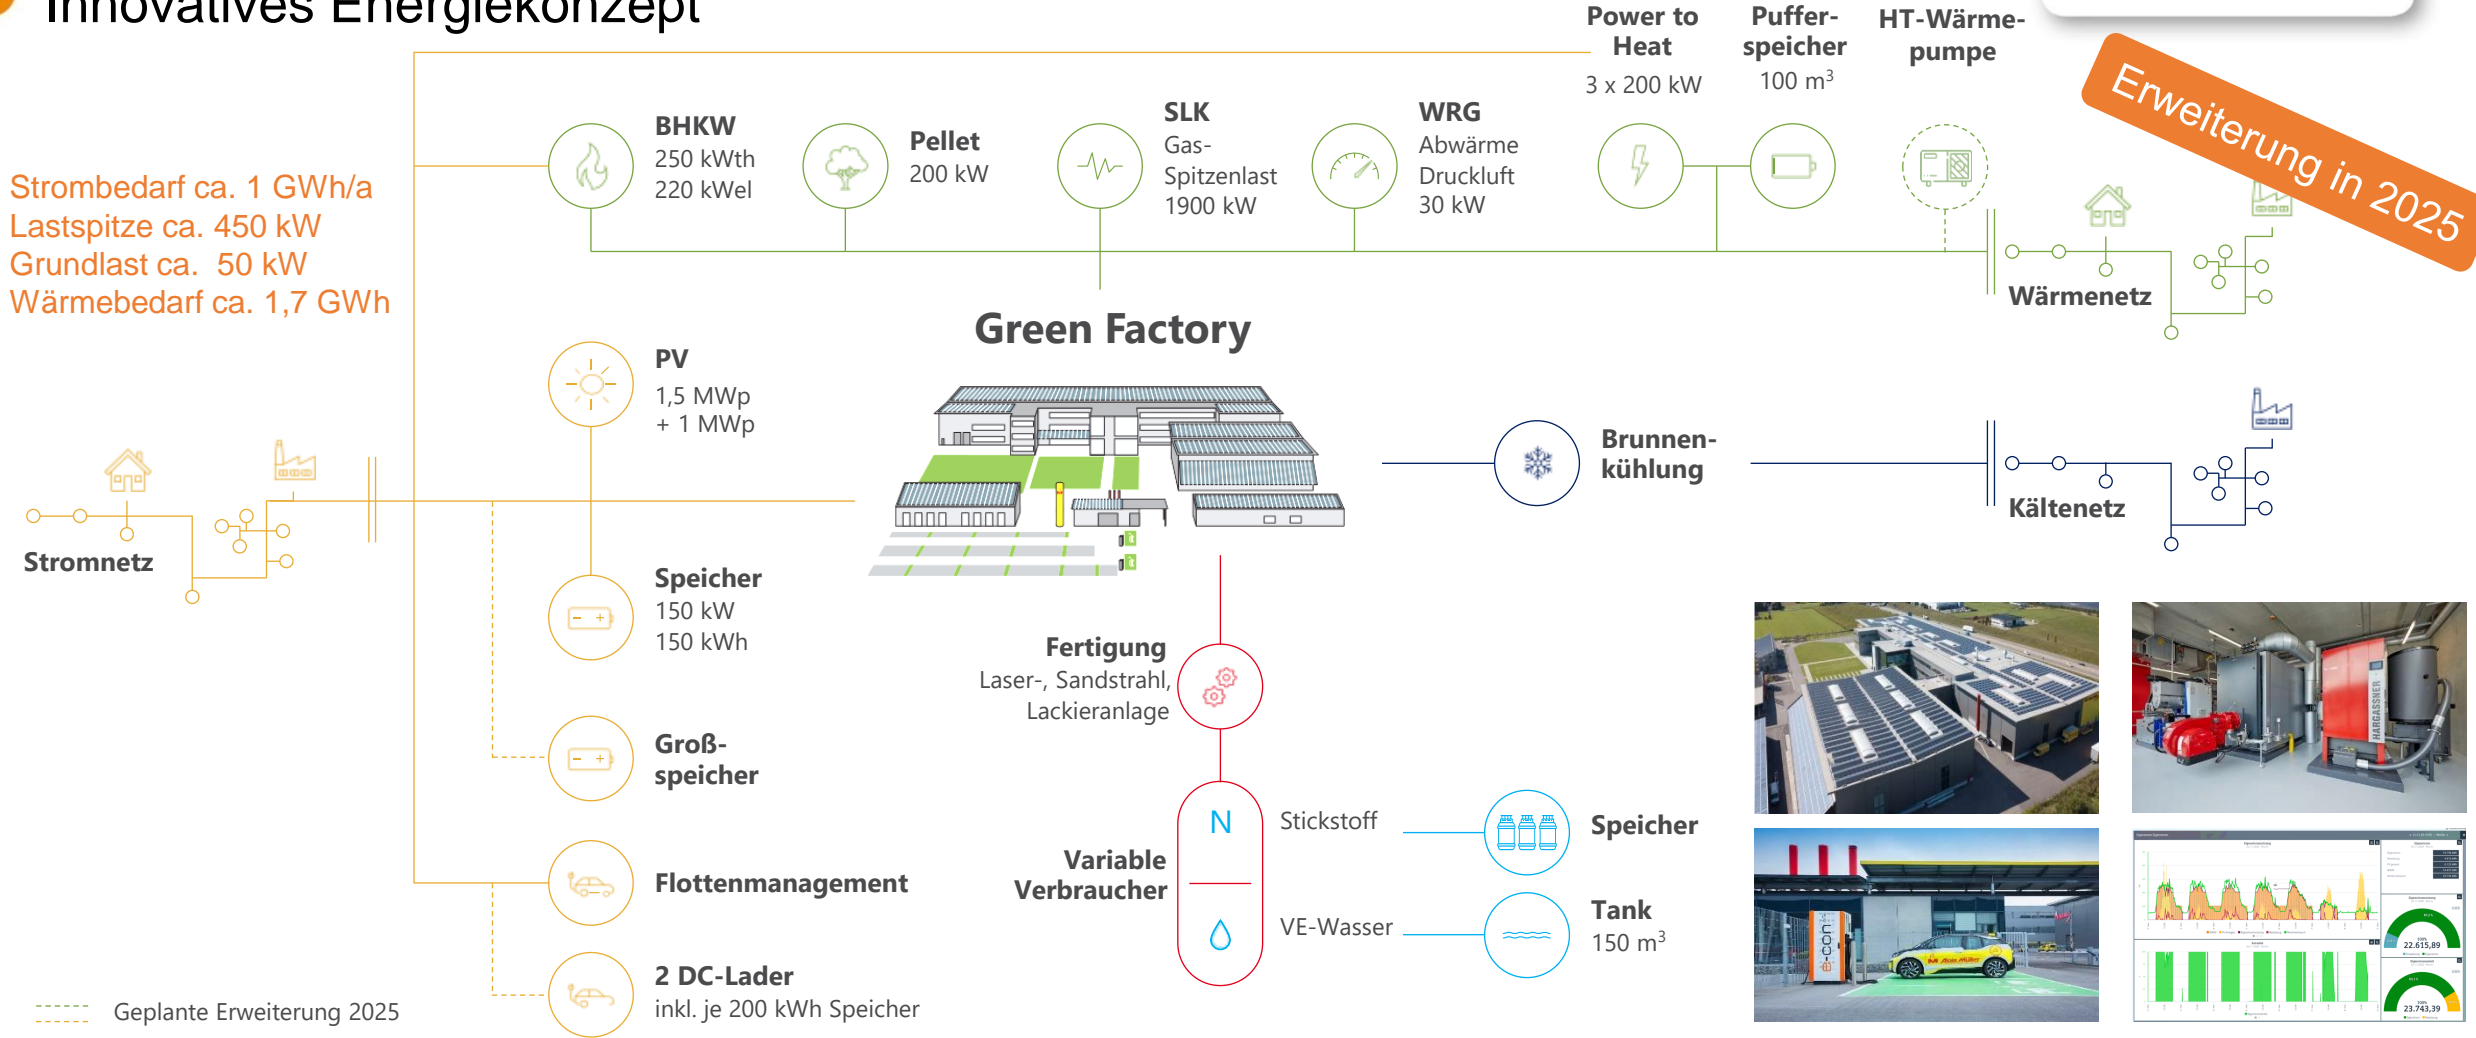 Innovatives Energiekonzept
Power to
Heat
3 x 200 kW
Puffer-
speicher
100 m³
HT-Wärme-
pumpe
Erweiterung in 2025
BHKW
250 kWth
220 kWel
Pellet
200 kW
SLK
Gas-
Spitzenlast
1900 kW
WRG
Abwärme
Druckluft
30 kW
Strombedarf ca. 1 GWh/a
Lastspitze ca. 450 kW
Grundlast ca. 50 kW
Wärmebedarf ca. 1,7 GWh
Wärmenetz
Green Factory
PV
1,5 MWp
+ 1 MWp
Brunnen-
kühlung
Kältenetz
Stromnetz
Speicher
150 kW
150 kWh
Fertigung
Laser-, Sandstrahl,
Lackieranlage
Groß-
speicher
N
Stickstoff
Speicher
Variable
Verbraucher
VE-Wasser
Tank
150 m³
Flottenmanagement
2 DC-Lader
inkl. je 200 kWh Speicher
Geplante Erweiterung 2025
HARGASSNER
e-con
Alois Müller
100%
22.615,89
100%
23.743,39